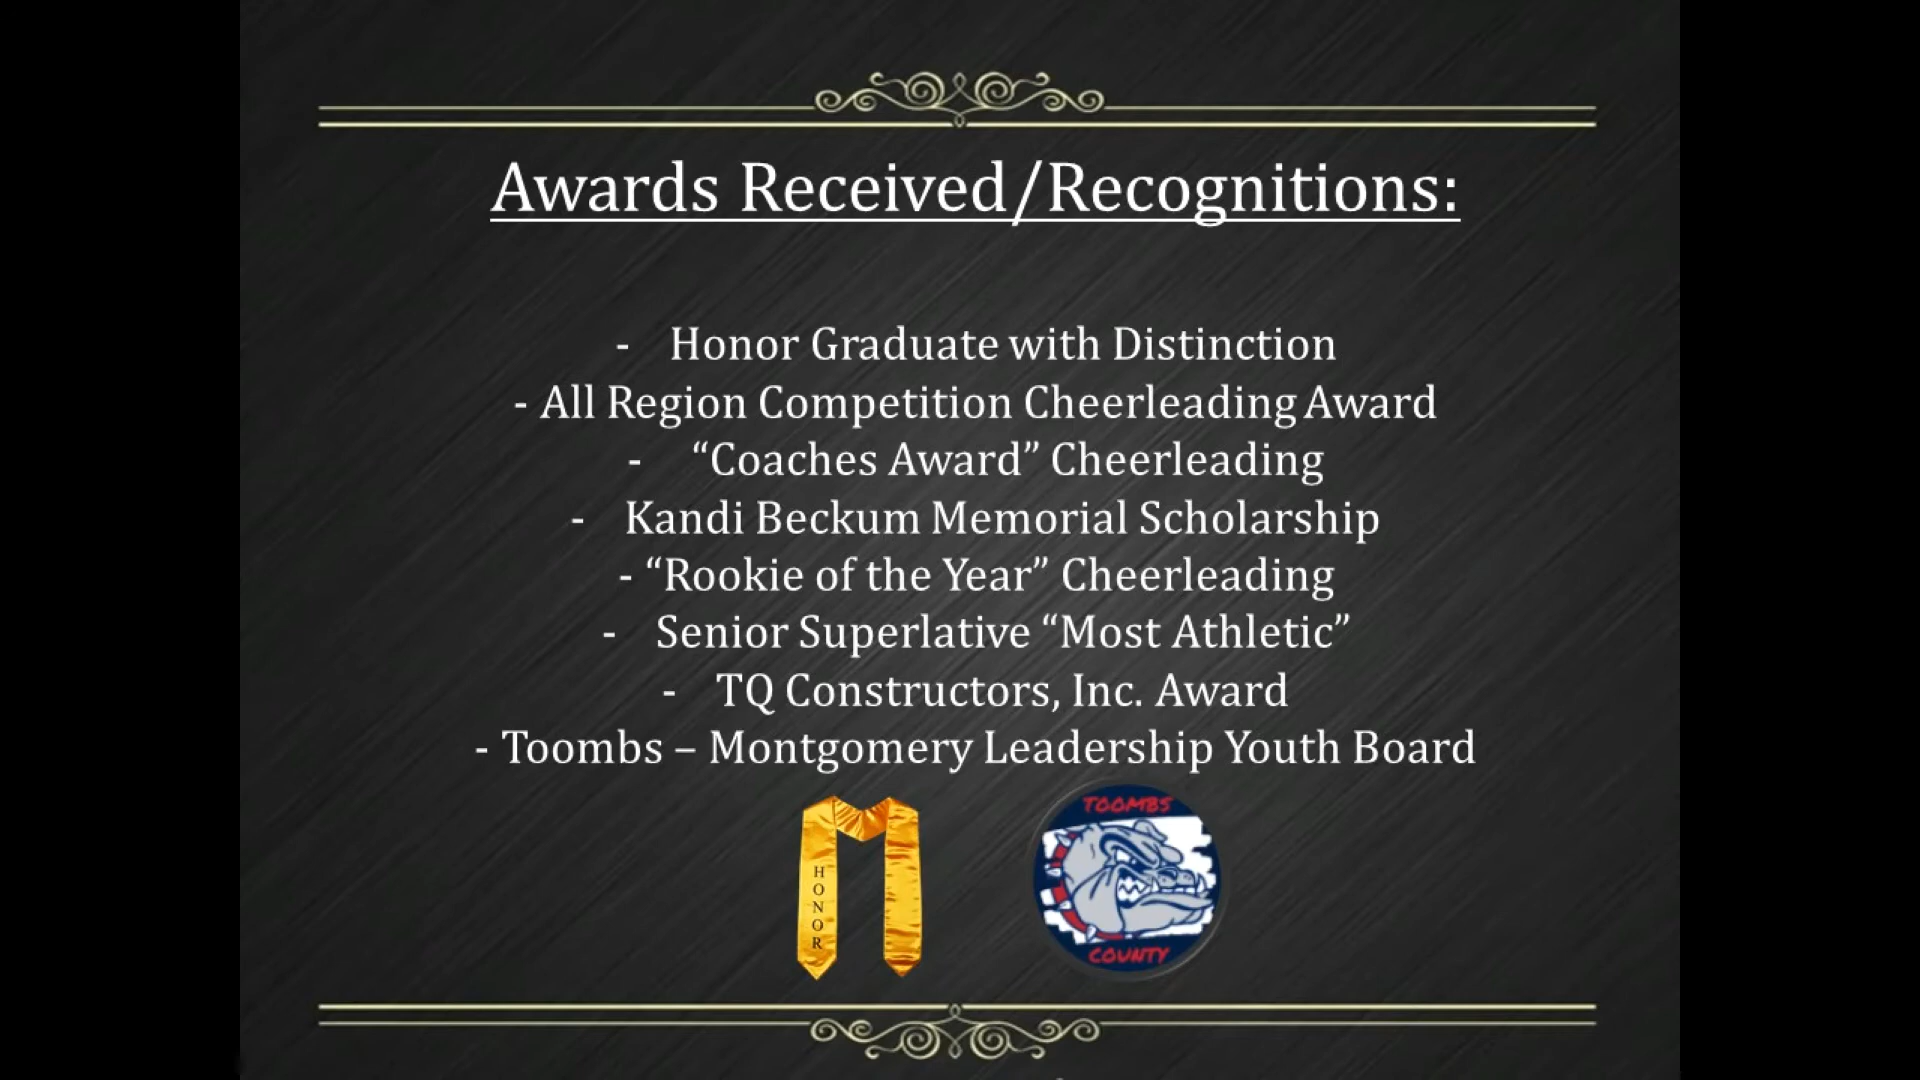 Awards Received/Recognitions:
- Honor Graduate with Distinction
- All Region Competition Cheerleading Award
- “Coaches Award” Cheerleading
- Kandi Beckum Memorial Scholarship
- “Rookie of the Year” Cheerleading
- Senior Superlative “Most Athletic”
- TQ Constructors, Inc. Award
- Toombs – Montgomery Leadership Youth Board
HONOR
TOOMBS
COUNTY